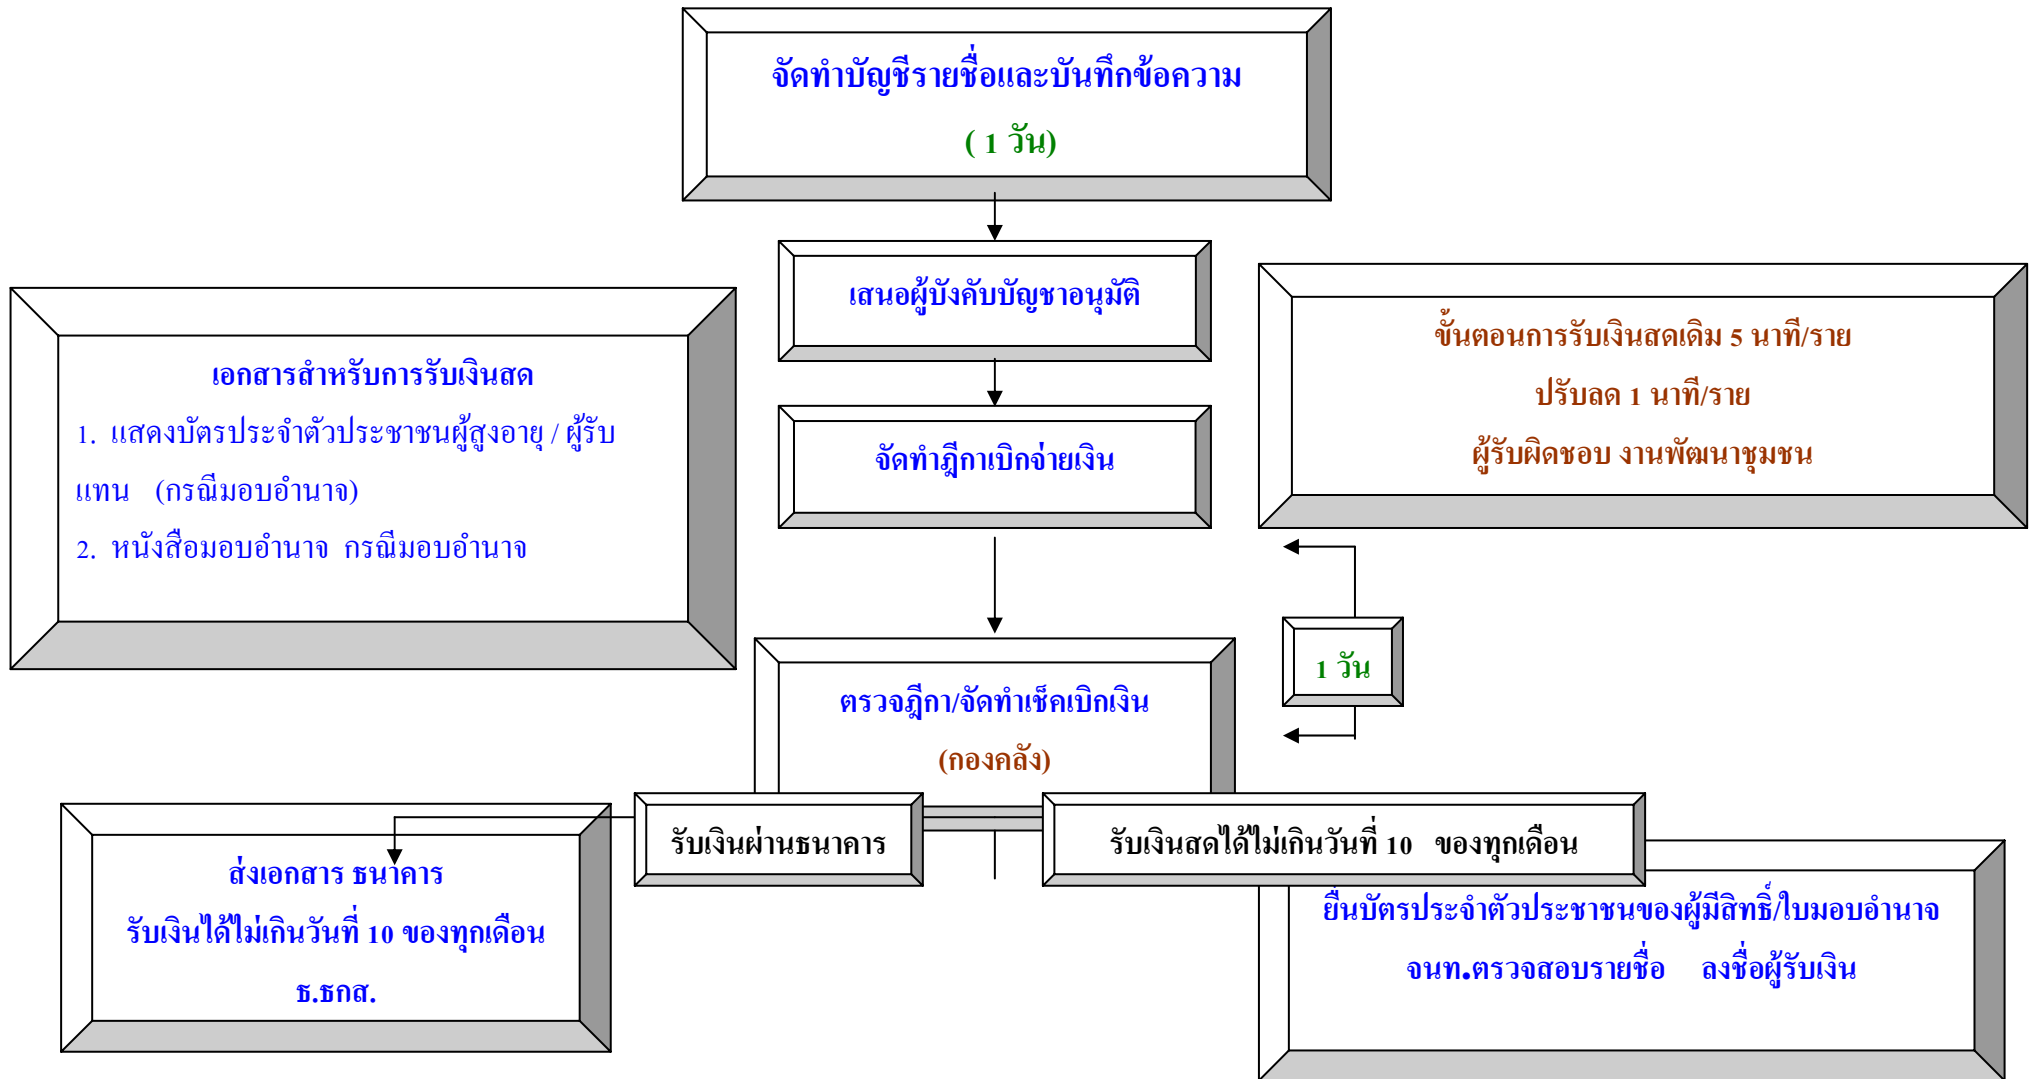 จัดทำบัญชีรายชื่อและบันทึกข้อความ
( 1 วัน)
เสนอผู้บังคับบัญชาอนุมัติ
เอกสารสำหรับการรับเงินสด
1. แสดงบัตรประจำตัวประชาชนผู้สูงอายุ / ผู้รับ
แทน (กรณีมอบอำนาจ)
2. หนังสือมอบอำนาจ กรณีมอบอำนาจ
จัดทำฎีกาเบิกจ่ายเงิน
ขั้นตอนการรับเงินสดเดิม 5 นาที/ราย
ปรับลด 1 นาที/ราย
ผู้รับผิดชอบ งานพัฒนาชุมชน
1 วัน
ตรวจฎีกา/จัดทำเช็คเบิกเงิน
(กองคลัง)
รับเงินผ่านธนาคาร
รับเงินสดได้ไม่เกินวันที่ 10 ของทุกเดือน
ส่งเอกสาร ธนาคาร
รับเงินได้ไม่เกินวันที่ 10 ของทุกเดือน
ธ.ธกส.
ยื่นบัตรประจำตัวประชาชนของผู้มีสิทธิ์/ใบมอบอำนาจ
จนท.ตรวจสอบรายชื่อ ลงชื่อผู้รับเงิน